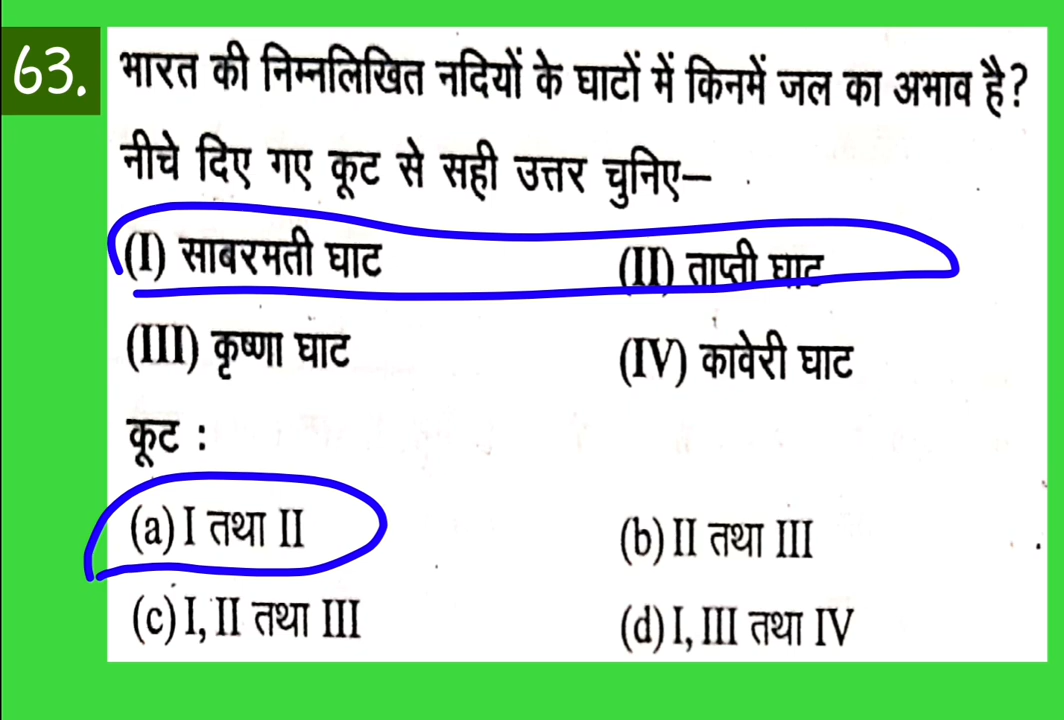 63. भारत की निम्नलिखित नदियों के घाटों में किनमें जल का अभाव है?
नीचे दिए गए कूट से सही उत्तर चुनिए–
(I) साबरमती घाट (II) ताप्ती घाट
(III) कृष्णा घाट (IV) कावेरी घाट
कूट :
(a) I तथा II (b) II तथा III
(c) I, II तथा III (d) I, III तथा IV